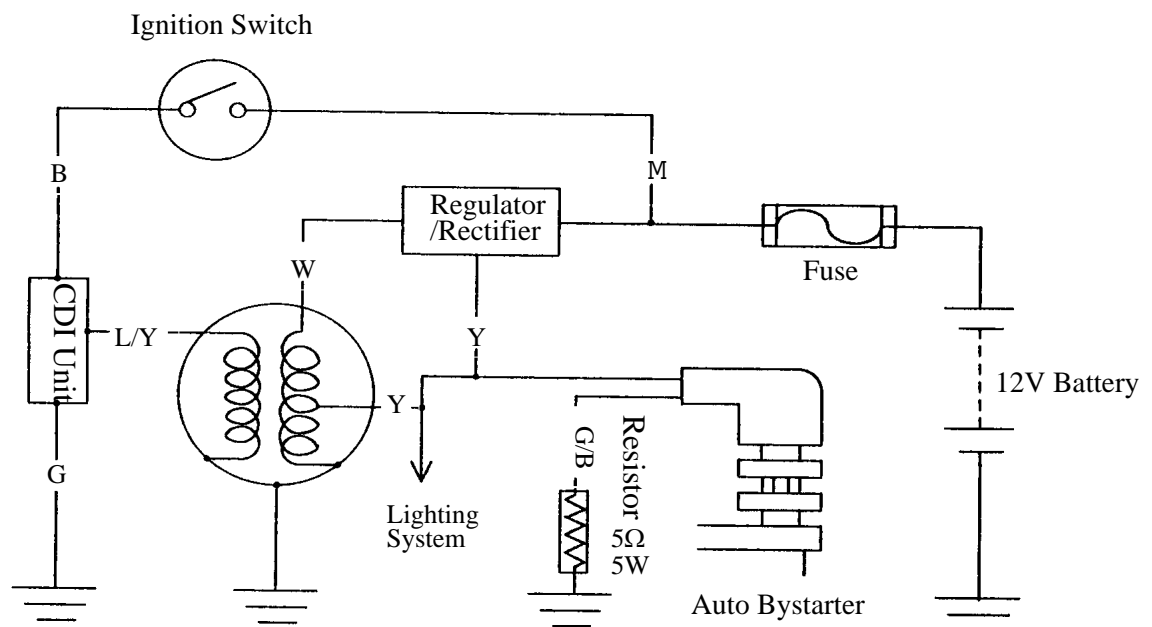 Ignition Switch
B
M
Regulator
/Rectifier
W
Fuse
CDI Unit
L/Y
Y
12V Battery
Y
G
G/B
Resistor
5Ω
5W
Lighting
System
Auto Bystarter